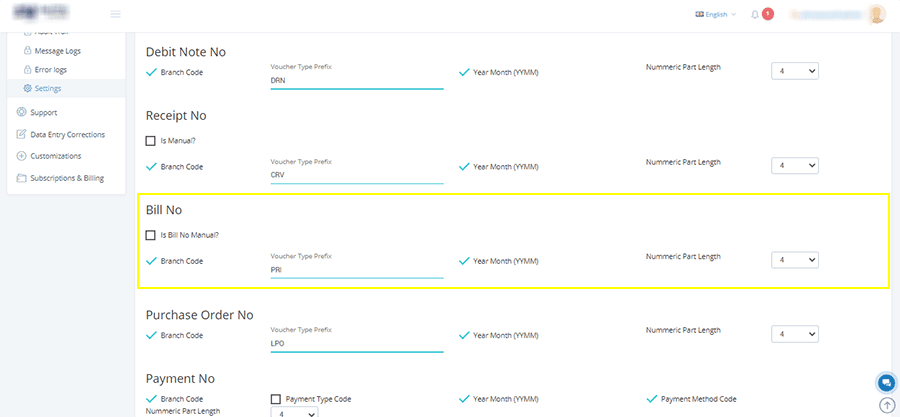 English
Message Logs
Error logs
Settings
Support
Data Entry Corrections
Customizations
Subscriptions & Billing
Debit Note No
Branch Code
Voucher Type Prefix
DRN
Year Month (YYMM)
Nummeric Part Length
4
Receipt No
Is Manual?
Branch Code
Voucher Type Prefix
CRV
Year Month (YYMM)
Nummeric Part Length
4
Bill No
Is Bill No Manual?
Branch Code
Voucher Type Prefix
PRI
Year Month (YYMM)
Nummeric Part Length
4
Purchase Order No
Branch Code
Voucher Type Prefix
LPO
Year Month (YYMM)
Nummeric Part Length
4
Payment No
Branch Code
Payment Type Code
Year Month (YYMM)
Payment Method Code
Nummeric Part Length
4